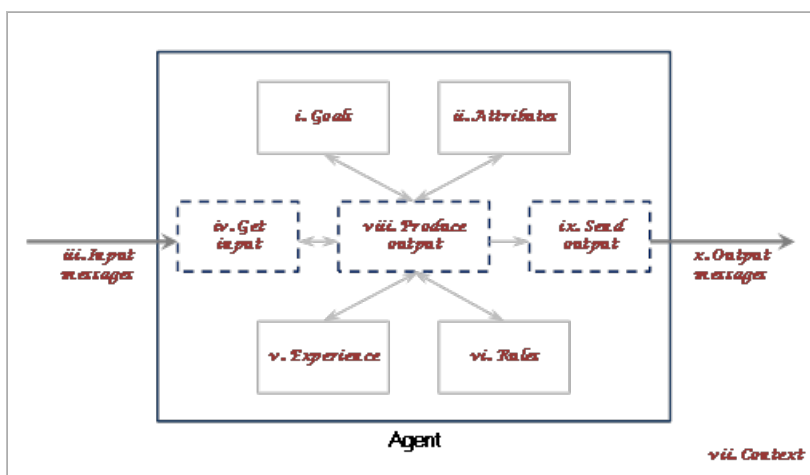 i. Goals
ii. Attributes
iv. Get
input
viii. Produce
output
ix. Send
output
iii. Input
messages
x. Output
messages
v. Experience
vi. Rules
Agent
vii. Context